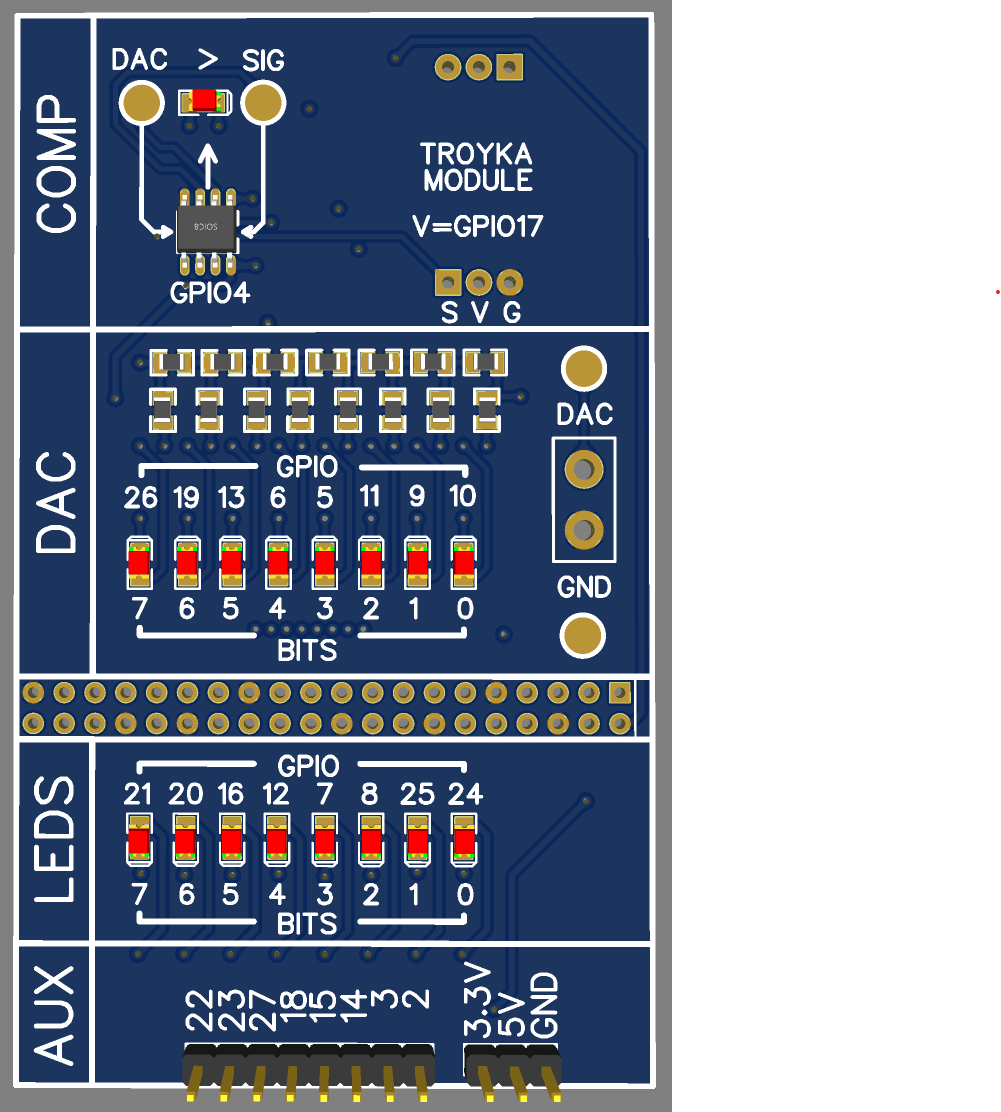 COMP
DAC > SIG
TROYKA
MODULE
V=GPIO17
SOIC8
GPIO4
S V G
DAC
DAC
GPIO
26 19 13 6 5 11 9 10
7 6 5 4 3 2 1 0
BITS
GND
LEDS
GPIO
21 20 16 12 7 8 25 24
7 6 5 4 3 2 1 0
BITS
AUX
22 23 27 18 15 14 3 2
3.3V 5V GND